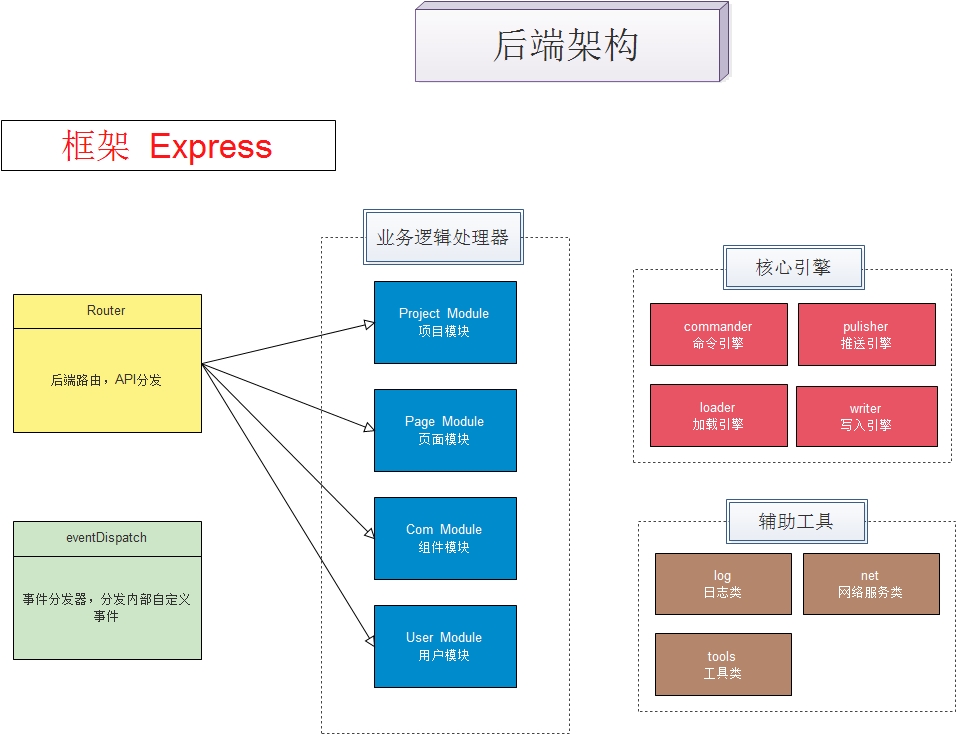 后端架构
框架 Express
业务逻辑处理器
Router
后端路由，API分发
eventDispatch
事件分发器，分发内部自定义
事件
Project Module
项目模块
Page Module
页面模块
Com Module
组件模块
User Module
用户模块
核心引擎
commander
命令引擎
pulisher
推送引擎
loader
加载引擎
writer
写入引擎
辅助工具
log
日志类
net
网络服务类
tools
工具类